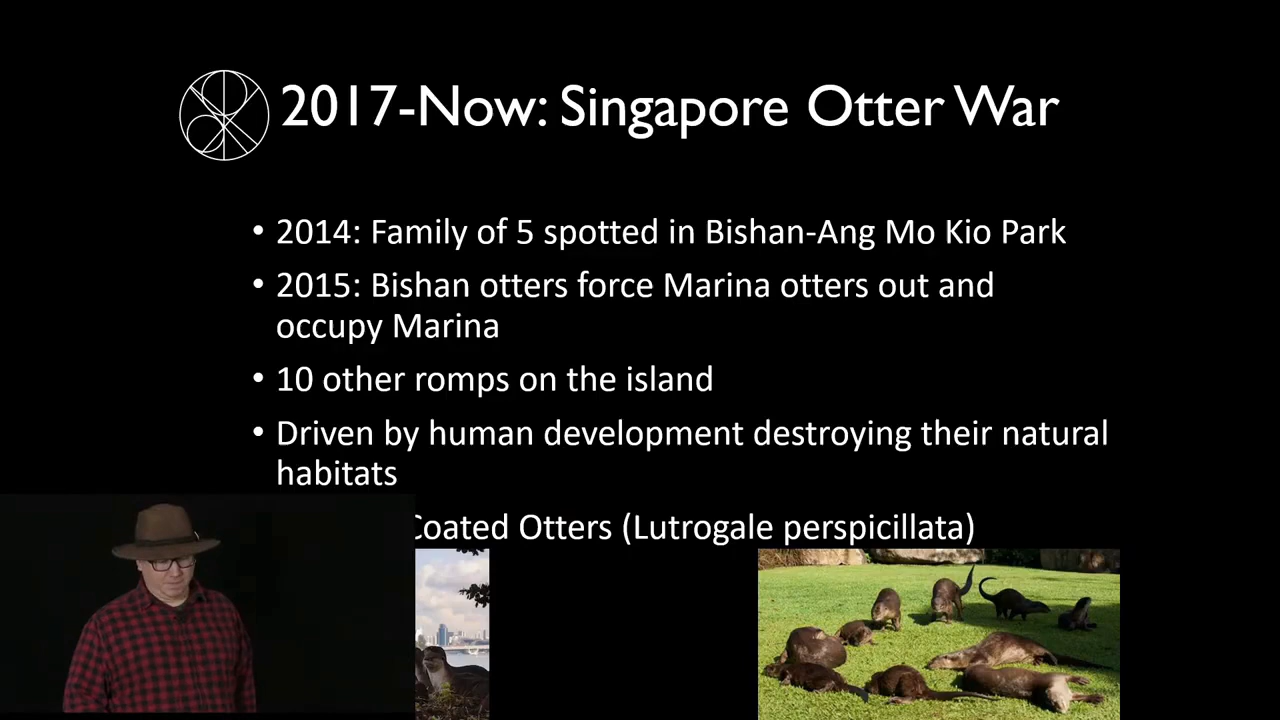 2017-Now: Singapore Otter War
• 2014: Family of 5 spotted in Bishan-Ang Mo Kio Park
• 2015: Bishan otters force Marina otters out and
occupy Marina
• 10 other romps on the island
• Driven by human development destroying their natural
habitats
Coated Otters (Lutrogale perspicillata)